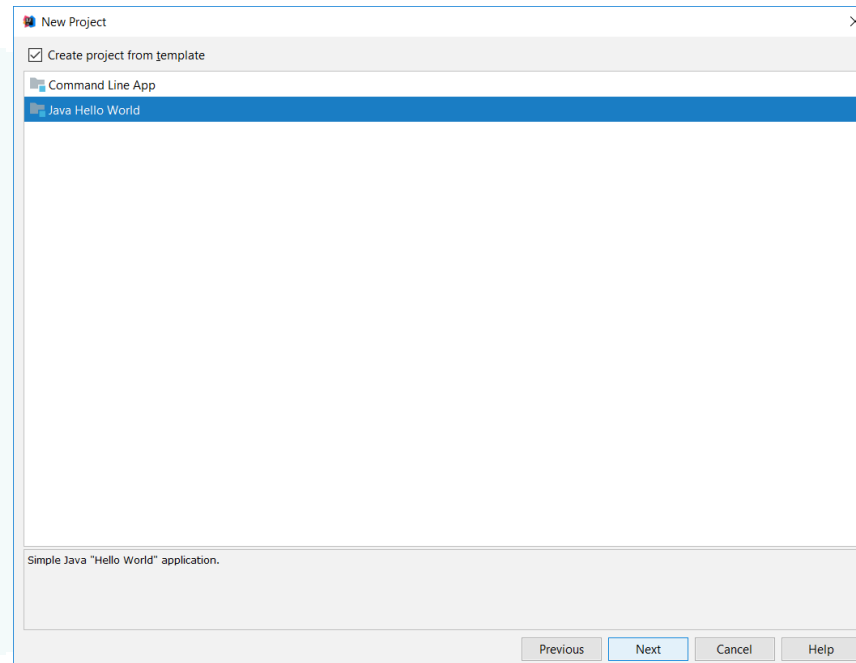 New Project
Create project from template
Command Line App
Java Hello World
Simple Java "Hello World" application.
Previous Next Cancel Help